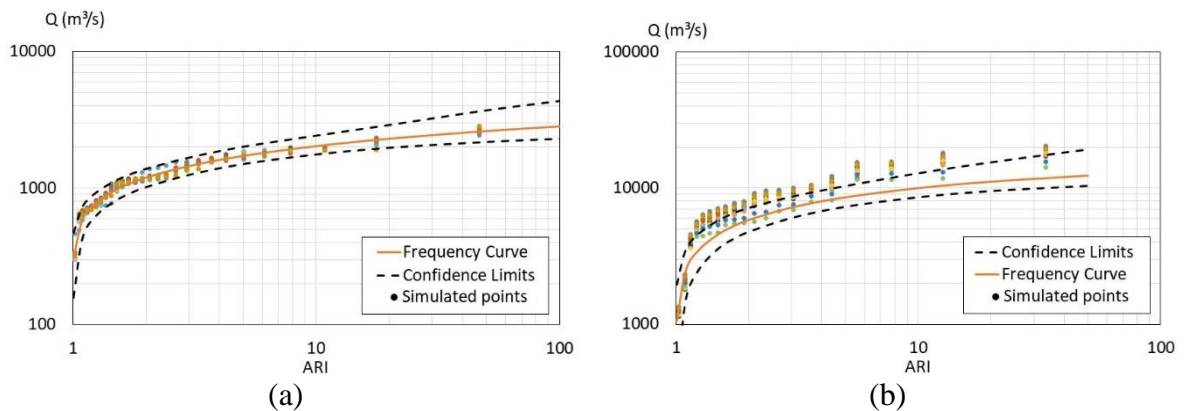 Q (m³/s)
10000
1000
100
1
10
100
ARI
Frequency Curve
Confidence Limits
Simulated points
(a)
Q (m³/s)
100000
10000
1000
1
10
100
ARI
Confidence Limits
Frequency Curve
Simulated points
(b)